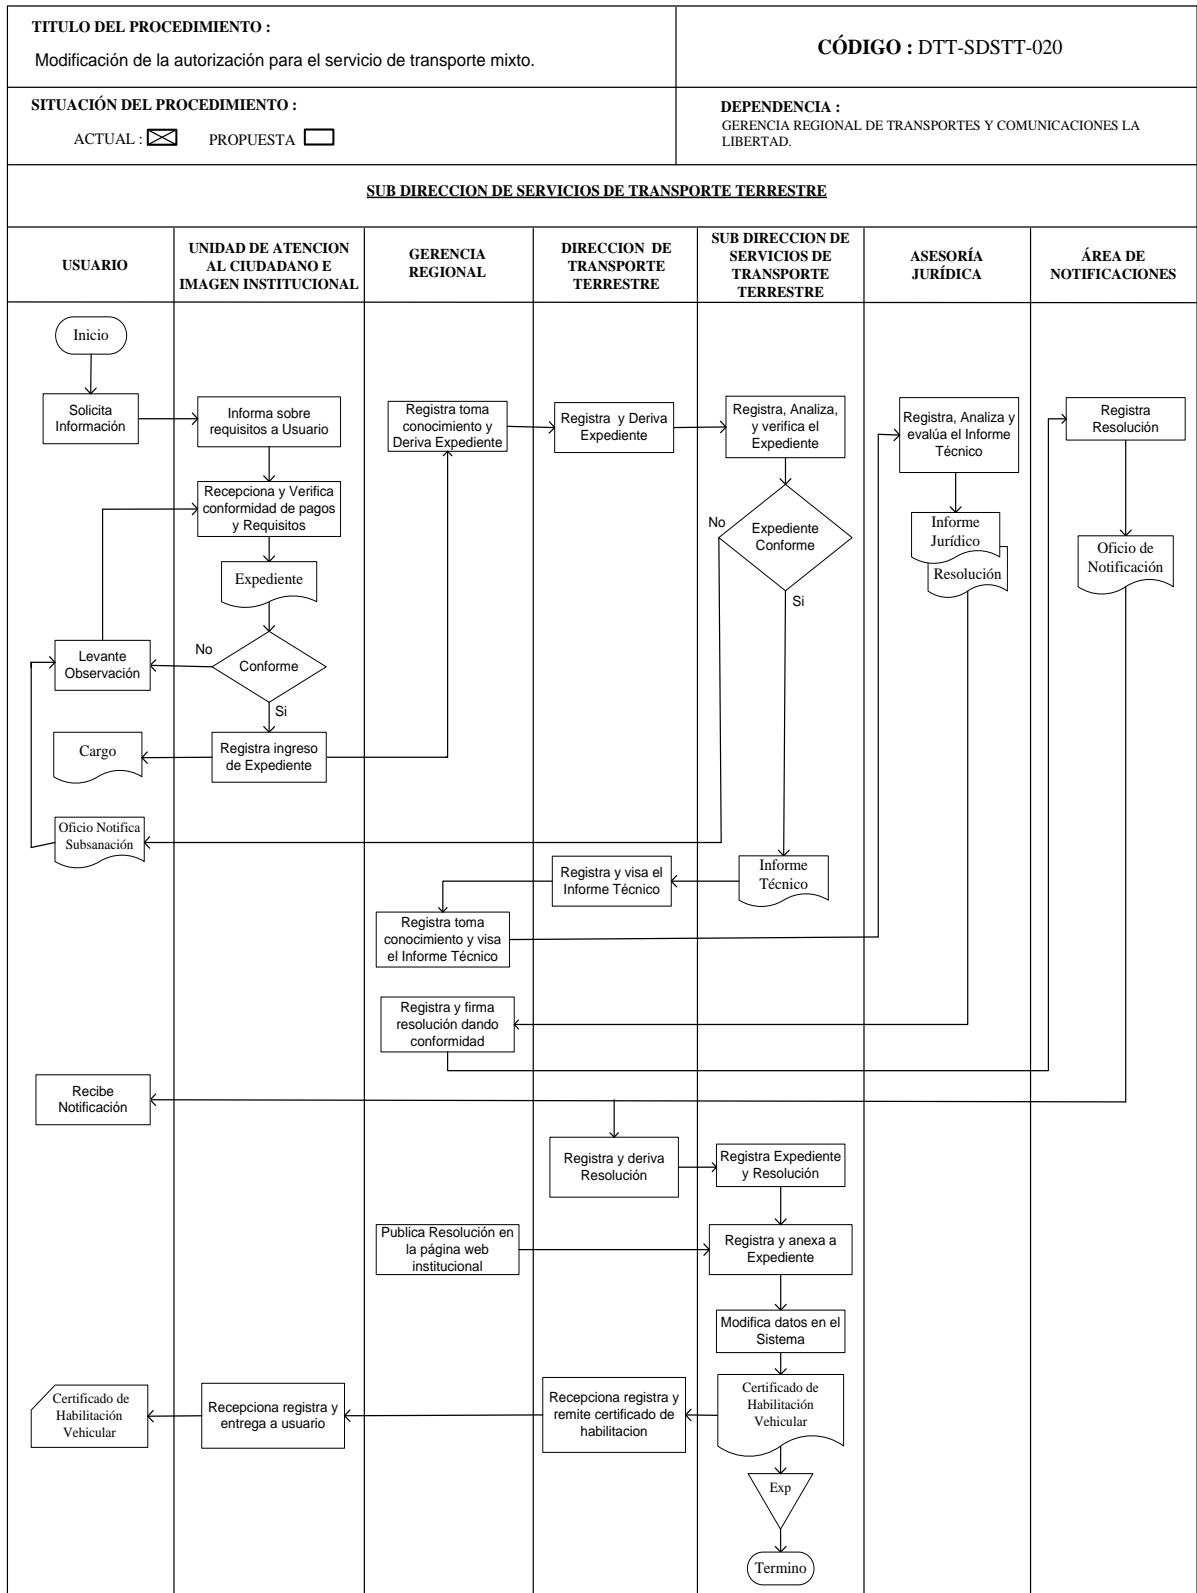 TITULO DEL PROCEDIMIENTO :
Modificación de la autorización para el servicio de transporte mixto.
CÓDIGO : DTT-SDSTT-020
SITUACIÓN DEL PROCEDIMIENTO :
ACTUAL :
PROPUESTA
DEPENDENCIA :
GERENCIA REGIONAL DE TRANSPORTES Y COMUNICACIONES LA
LIBERTAD.
SUB DIRECCION DE SERVICIOS DE TRANSPORTE TERRESTRE
USUARIO
UNIDAD DE ATENCION
AL CIUDADANO E
IMAGEN INSTITUCIONAL
GERENCIA
REGIONAL
DIRECCION DE
TRANSPORTE
TERRESTRE
SUB DIRECCION DE
SERVICIOS DE
TRANSPORTE
TERRESTRE
ASESORÍA
JURÍDICA
ÁREA DE
NOTIFICACIONES
Inicio
Solicita
Información
Informa sobre
requisitos a Usuario
Registra toma
conocimiento y
Deriva Expediente
Registra y Deriva
Expediente
Registra, Analiza,
y verifica el
Expediente
Registra, Analiza y
evalúa el Informe
Técnico
Registra
Resolución
Recepciona y Verifica
conformidad de pagos
y Requisitos
No
Expediente
Conforme
Si
Informe
Jurídico
Resolución
Oficio de
Notificación
Expediente
Levante
Observación
No
Conforme
Si
Cargo
Registra ingreso
de Expediente
Oficio Notifica
Subsanación
Registra y visa el
Informe Técnico
Informe
Técnico
Registra toma
conocimiento y visa
el Informe Técnico
Registra y firma
resolución dando
conformidad
Recibe
Notificación
Registra y deriva
Resolución
Registra Expediente
y Resolución
Publica Resolución en
la página web
institucional
Registra y anexa a
Expediente
Modifica datos en el
Sistema
Certificado de
Habilitación
Vehicular
Recepciona registra y
entrega a usuario
Recepciona registra y
remite certificado de
habilitacion
Certificado de
Habilitación
Vehicular
Exp
Termino